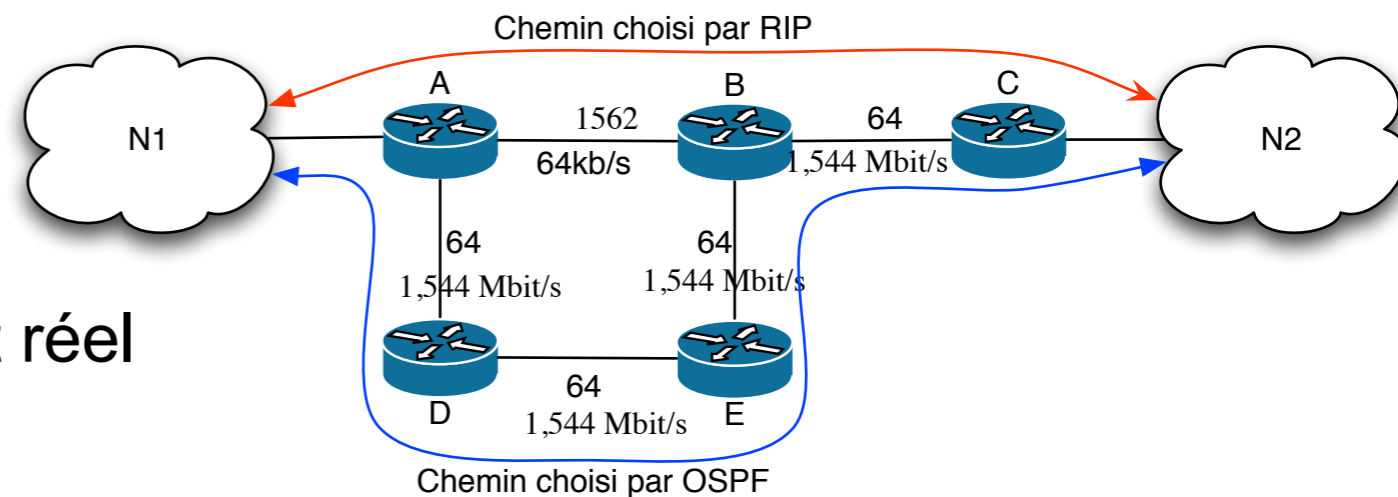 Chemin choisi par RIP
A
B
C
N1
1562
64
N2
64kb/s
1,544 Mbit/s
64
64
1,544 Mbit/s
1,544 Mbit/s
réel
64
D
E
1,544 Mbit/s
Chemin choisi par OSPF